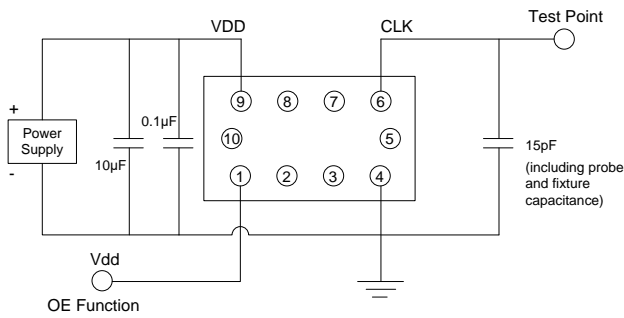 VDD
CLK
Test Point
+
Power
Supply
-
10µF
0.1µF
9
8
7
6
10
5
1
2
3
4
15pF
(including probe
and fixture
capacitance)
Vdd
OE Function